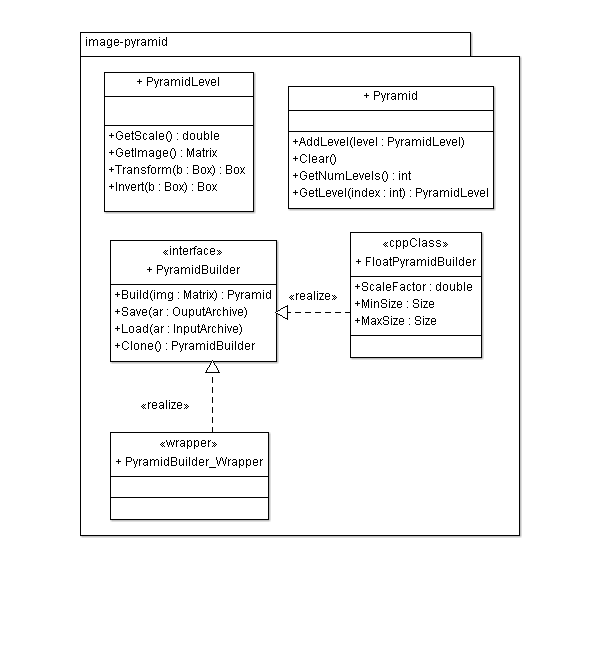 image-pyramid
+ PyramidLevel
+GetScale() : double
+GetImage() : Matrix
+Transform(b : Box) : Box
+Invert(b : Box) : Box
+ Pyramid
+AddLevel(level : PyramidLevel)
+Clear()
+GetNumLevels() : int
+GetLevel(index : int) : PyramidLevel
«interface»
+ PyramidBuilder
+Build(img : Matrix) : Pyramid
+Save(ar : OuputArchive)
+Load(ar : InputArchive)
+Clone() : PyramidBuilder
«realize»
«cppClass»
+ FloatPyramidBuilder
+ScaleFactor : double
+MinSize : Size
+MaxSize : Size
«realize»
«wrapper»
+ PyramidBuilder_Wrapper